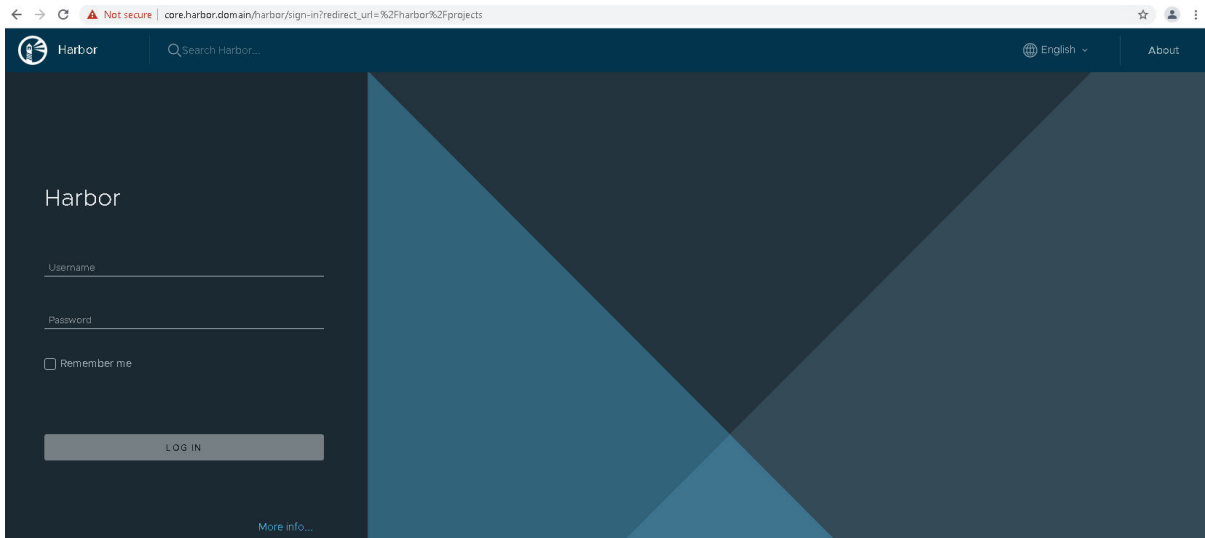 Not secure core.harbor.domain/harbor/sign-in?redirect_url=%2Fharbor%2Fprojects
Harbor Search Harbor... English About
Harbor
Username
Password
Remember me
LOG IN
More info...